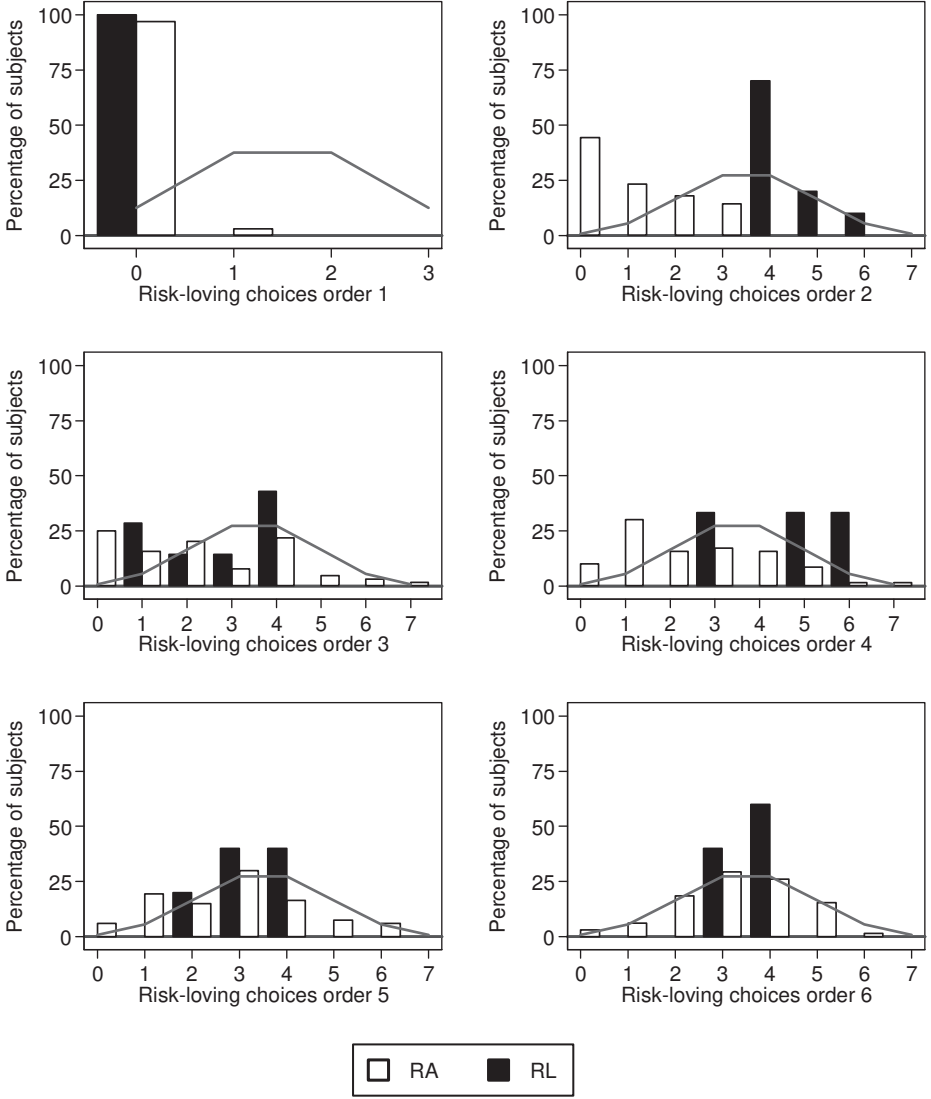 Percentage of subjects
100
75
50
25
0
0 1 2 3
Risk-loving choices order 1
Percentage of subjects
100
75
50
25
0
0 1 2 3 4 5 6 7
Risk-loving choices order 2
Percentage of subjects
100
75
50
25
0
0 1 2 3 4 5 6 7
Risk-loving choices order 3
Percentage of subjects
100
75
50
25
0
0 1 2 3 4 5 6 7
Risk-loving choices order 4
Percentage of subjects
100
75
50
25
0
0 1 2 3 4 5 6 7
Risk-loving choices order 5
Percentage of subjects
100
75
50
25
0
0 1 2 3 4 5 6 7
Risk-loving choices order 6
RA RL